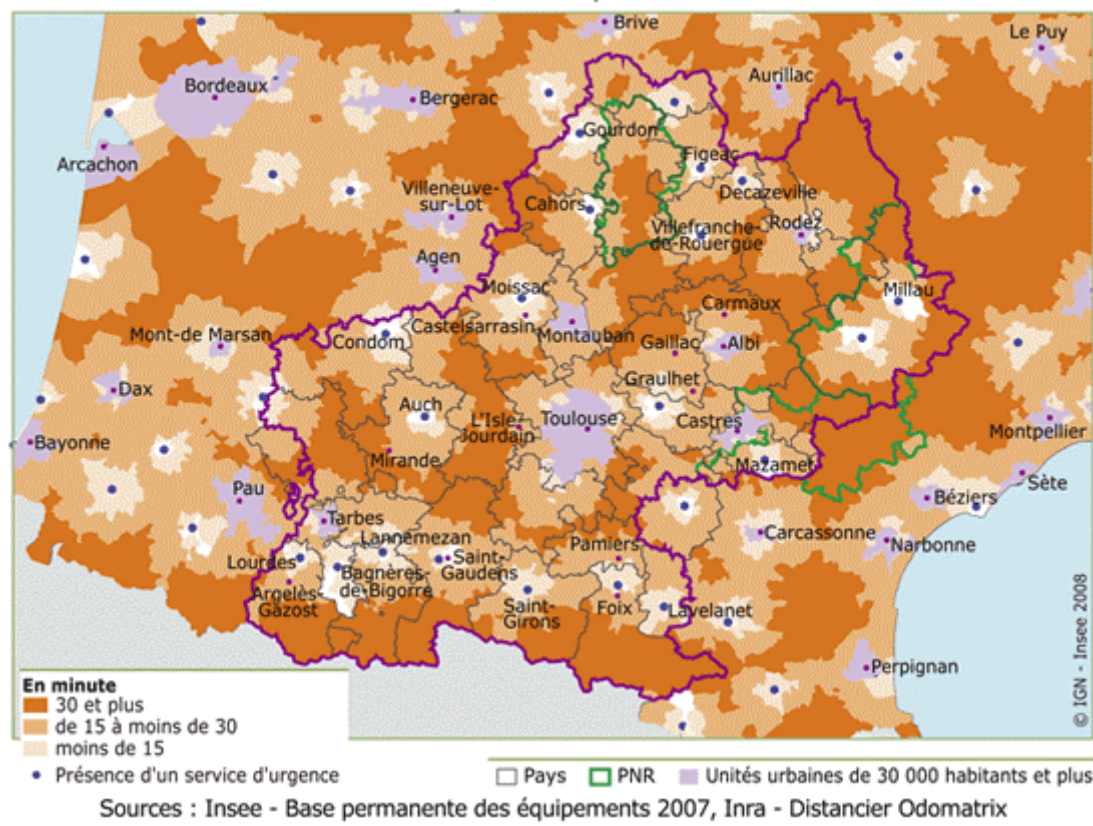 Brive
Le Puy
Aurillac
Bordeaux
Bergerac
Gourdon
Arcachon
Figeac
Villeneuve-
sur-Lot
Decazeville
Cahors
Rodez
Villefranche-
de-Rouergue
Agen
Moissac
Millau
Carmaux
Mont-de Marsan
Castelsarrasin
Montauban
Condom
Gaillac
Albi
Dax
Graulhet
Auch
L'Isle-
Jourdain
Toulouse
Castres
Montpellier
Bayonne
Mirande
Mazamet
Sète
Pau
Béziers
Tarbes
Carcassonne
Narbonne
Lannemezan
Pamiers
Lourdes
Saint-
Gaudens
Bagnères-
de-Bigorre
Argelès-
Gazost
Saint-
Girons
Foix
Lavelanet
Perpignan
© IGN - Insee 2008
En minute
30 et plus
de 15 à moins de 30
moins de 15
Présence d'un service d'urgence
Pays
PNR
Unités urbaines de 30 000 habitants et plus
Sources : Insee - Base permanente des équipements 2007, Inra - Distancier Odomatrix